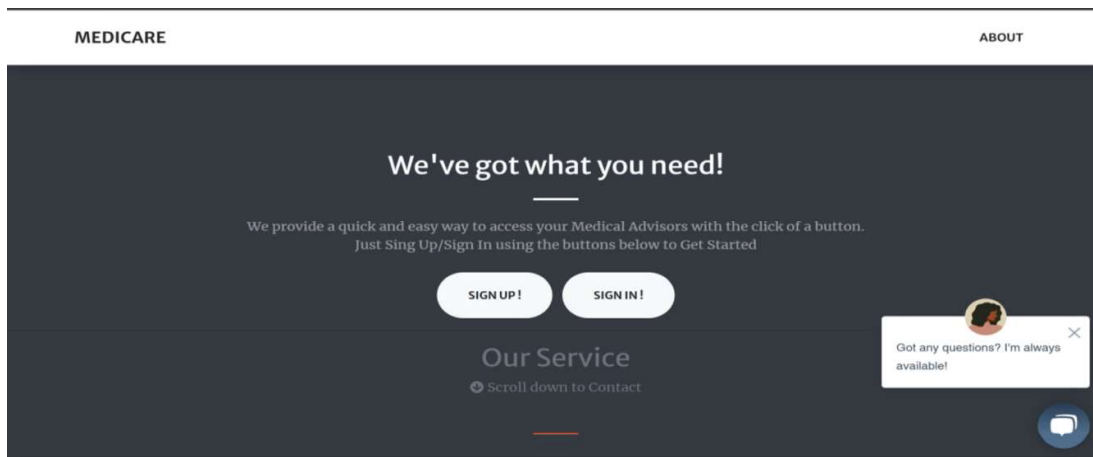 MEDICARE
ABOUT
We've got what you need!
We provide a quick and easy way to access your Medical Advisors with the click of a button.
Just Sing Up/Sign In using the buttons below to Get Started
SIGN UP !
SIGN IN !
Our Service
Scroll down to Contact
Got any questions? I'm always
available!